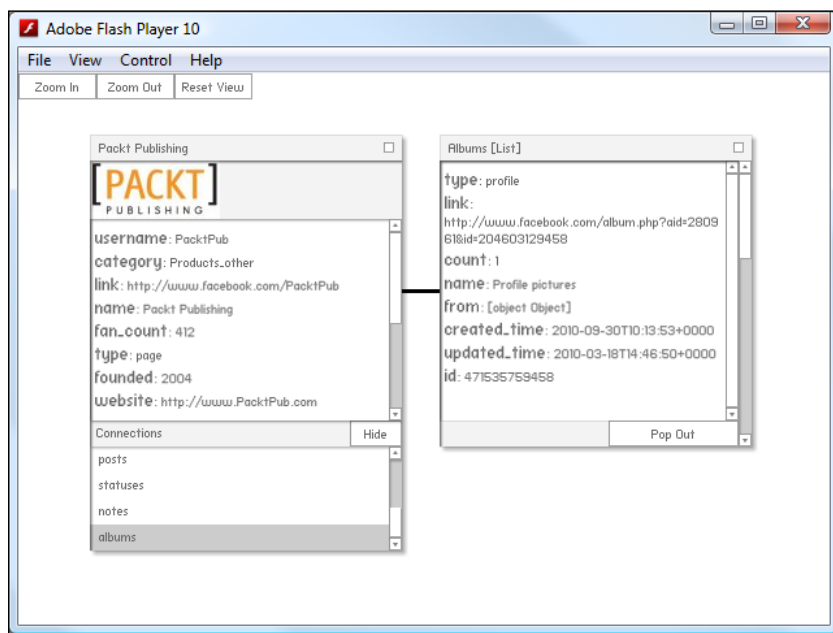 Adobe Flash Player 10
File View Control Help
Zoom In Zoom Out Reset View
Packt Publishing
[PACKT]
PUBLISHING
username: PacktPub
category: Products_other
link: http://www.facebook.com/PacktPub
name: Packt Publishing
fan_count: 412
type: page
founded: 2004
website: http://www.PacktPub.com
Connections Hide
posts
statuses
notes
albums
Albums [List]
type: profile
link:
http://www.facebook.com/album.php?aid=2809
61&id=204603129458
count: 1
name: Profile pictures
from: [object Object]
created_time: 2010-09-30T10:13:53+0000
updated_time: 2010-03-18T14:46:50+0000
id: 471535759458
Pop Out